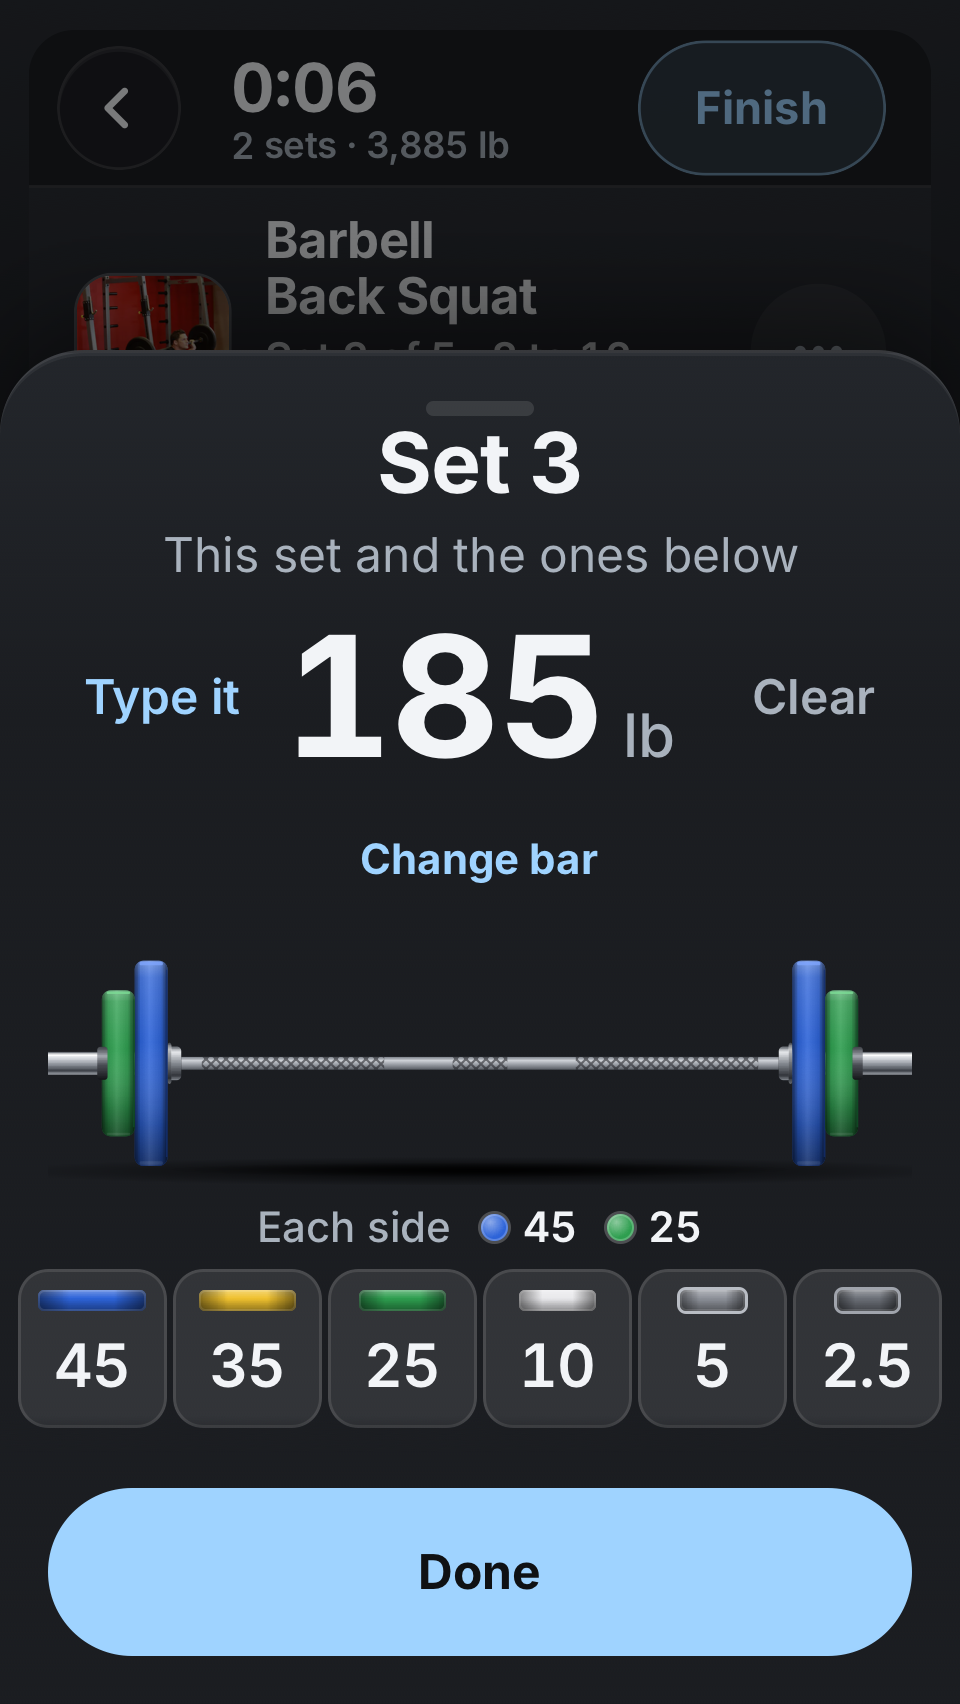 0:06
2 sets · 3,885 lb
Finish
Barbell
Back Squat
Set 3
This set and the ones below
Type it
185 lb
Clear
Change bar
Each side 45 25
45 35 25 10 5 2.5
Done